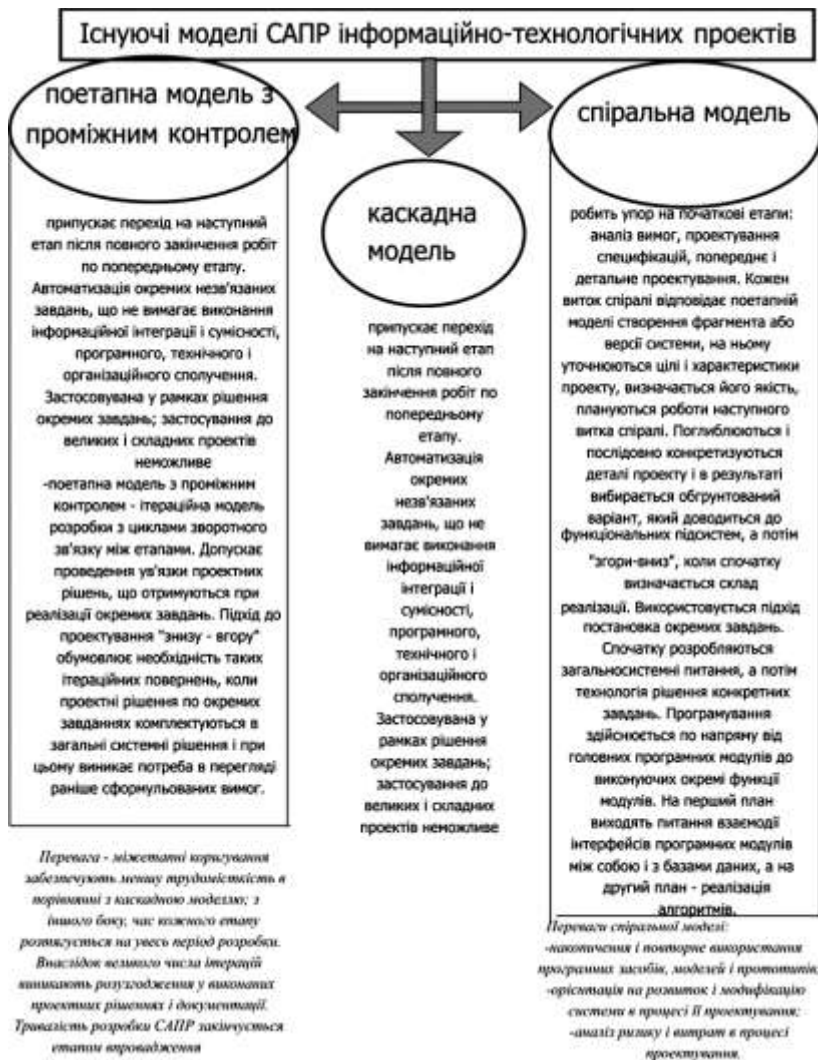 Існуючі моделі САПР інформаційно-технологічних проектів
поетапна модель з
проміжним контролем
припускає перехід на наступний
етап після повного закінчення робіт
по попередньому етапу.
Автоматизація окремих незв'язаних
завдань, що не вимагає виконання
інформаційної інтеграції і сумісності,
програмного, технічного і
організаційного сполучення.
Застосовувана у рамках рішення
окремих завдань; застосування до
великих і складних проектів
неможливе
-поетапна модель з проміжним
контролем - ітераційна модель
розробки з циклами зворотного
зв'язку між етапами. Допускає
проведення ув'язки проектних
рішень, що отримуються при
реалізації окремих завдань. Підхід до
проектування "знизу - вгору"
обумовлює необхідність таких
ітераційних повернень, коли
проектні рішення по окремих
завданнях комплектуються в
загальні системні рішення і при
цьому виникає потреба в перегляді
раніше сформульованих вимог.
Перевага - міжетапні коригування
забезпечують меншу трудомісткість в
порівнянні з каскадною моделлю; з
іншого боку, час кожного етапу
розтягується на увесь період розробки.
Внаслідок великого числа ітерацій
виникають розузгодження у виконаних
проектних рішеннях і документації.
Тривалість розробки САПР закінчується
етапом впровадження
каскадна
модель
припускає перехід
на наступний етап
після повного
закінчення робіт по
попередньому
етапу.
Автоматизація
окремих
незв'язаних
завдань, що не
вимагає виконання
інформаційної
інтеграції і
сумісності,
програмного,
технічного і
організаційного
сполучення.
Застосовувана у
рамках рішення
окремих завдань;
застосування до
великих і складних
проектів неможливе
спіральна модель
робить упор на початкові етапи:
аналіз вимог, проектування
специфікацій, попереднє і
детальне проектування. Кожен
виток спіралі відповідає поетапній
моделі створення фрагмента або
версії системи, на ньому
уточнюються цілі і характеристики
проекту, визначається його якість,
плануються роботи наступного
витка спіралі. Поглиблюються і
послідовно конкретизуються
деталі проекту і в результаті
вибирається обгрунтований
варіант, який доводиться до
функціональних підсистем, а потім
"згори-вниз", коли спочатку
визначається склад
реалізації. Використовується підхід
постановка окремих завдань.
Спочатку розробляються
загальносистемні питання, а потім
технологія рішення конкретних
завдань. Програмування
здійснюється по напряму від
головних програмних модулів до
виконуючих окремі функції
модулів. На перший план
виходять питання взаємодії
інтерфейсів програмних модулів
між собою і з базами даних, а на
другий план - реалізація
алгоритмів.
Переваги спіральної моделі:
-накопичення і повторне використання
програмних засобів, моделей і прототипів;
-орієнтація на розвиток і модифікацію
системи в процесі ІІ проектування;
-аналіз ризику і витрат в процесі
проектування.